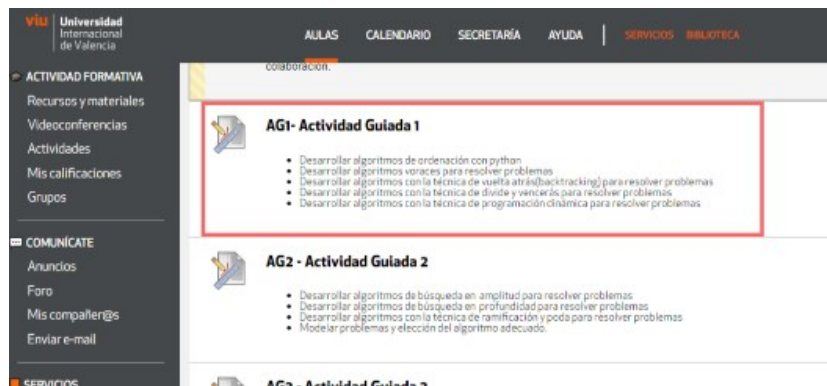 viu Universidad
Internacional
de Valencia
AULAS CALENDARIO SECRETARÍA AYUDA SERVICIOS BIBLIOTECA
ACTIVIDAD FORMATIVA
Recursos y materiales
Videoconferencias
Actividades
Mis calificaciones
Grupos
COMUNÍCATE
Anuncios
Foro
Mis compañer@s
Enviar e-mail
SERVICIOS
colaboración.
AG1- Actividad Guiada 1
Desarrollar algoritmos de ordenación con python
Desarrollar algoritmos voraces para resolver problemas
Desarrollar algoritmos con la técnica de vuelta atrás(backtracking) para resolver problemas
Desarrollar algoritmos con la técnica de divide y vencerás para resolver problemas
Desarrollar algoritmos con la técnica de programación dinámica para resolver problemas
AG2 - Actividad Guiada 2
Desarrollar algoritmos de búsqueda en amplitud para resolver problemas
Desarrollar algoritmos de búsqueda en profundidad para resolver problemas
Desarrollar algoritmos con la técnica de ramificación y poda para resolver problemas
Modelar problemas y elección del algoritmo adecuado.
AG3 - Actividad Guiada 3